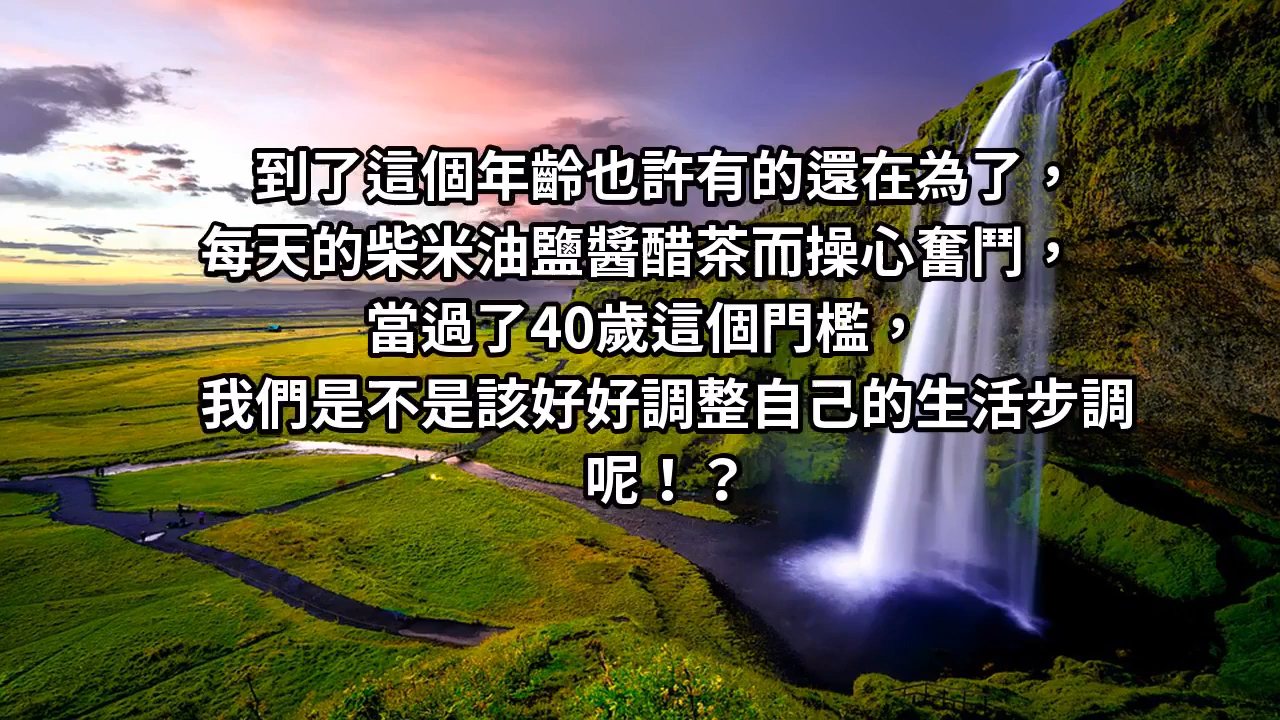 到了這個年齡也許有的還在為了，
每天的柴米油鹽醬醋茶而操心奮鬥，
當過了40歲這個門檻，
我們是不是該好好調整自己的生活步調
呢！？